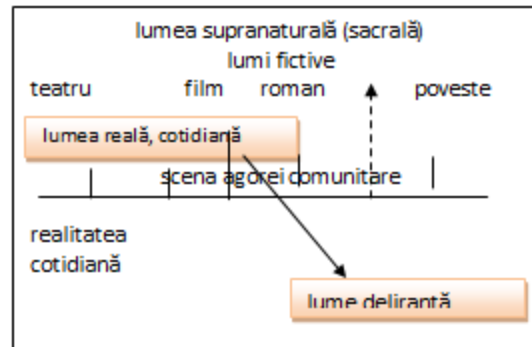 lumea supranaturală (sacrală)
lumi fictive
teatru film roman poveste
lumea reală, cotidiană
scena agorei comunitare
realitatea
cotidiană
lume delirantă